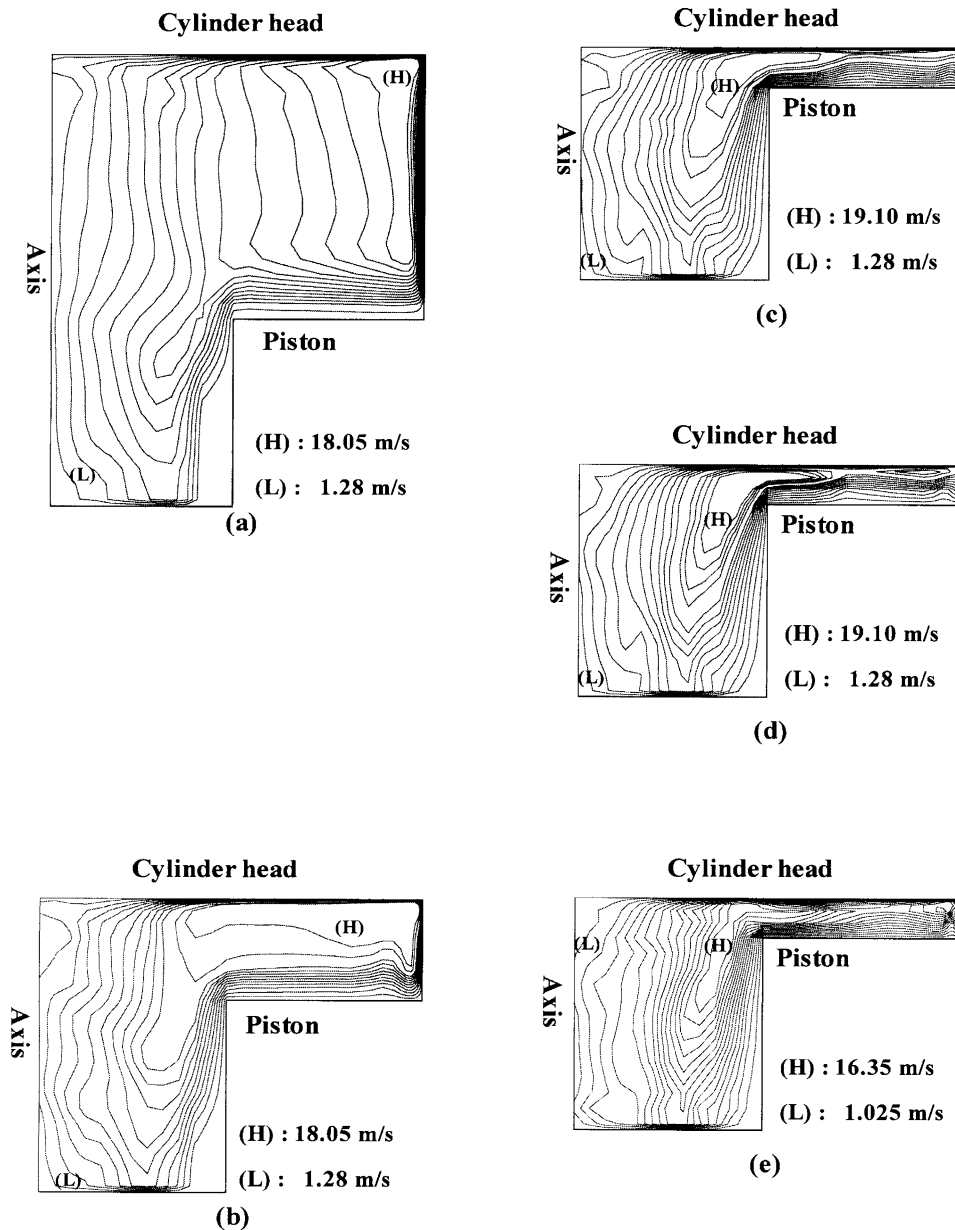 Cylinder head
(H)
Axis
(L)
Piston
(H) : 18.05 m/s
(L) : 1.28 m/s
(a)
Cylinder head
(H)
Axis
(L)
Piston
(H) : 18.05 m/s
(L) : 1.28 m/s
(b)
Cylinder head
(H)
Piston
Axis
(L)
(H) : 19.10 m/s
(L) : 1.28 m/s
(c)
Cylinder head
(H)
Piston
Axis
(L)
(H) : 19.10 m/s
(L) : 1.28 m/s
(d)
Cylinder head
(L)
(H)
Piston
Axis
(H) : 16.35 m/s
(L) : 1.025 m/s
(e)